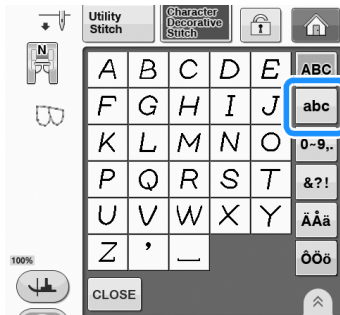 Utility
Stitch
Character
Decorative
Stitch
N
A B C D E ABC
F G H I J abc
K L M N O 0~9,.
P Q R S T &?!
U V W X Y ÄÅä
Z ’ _ ÔÖö
100%
CLOSE